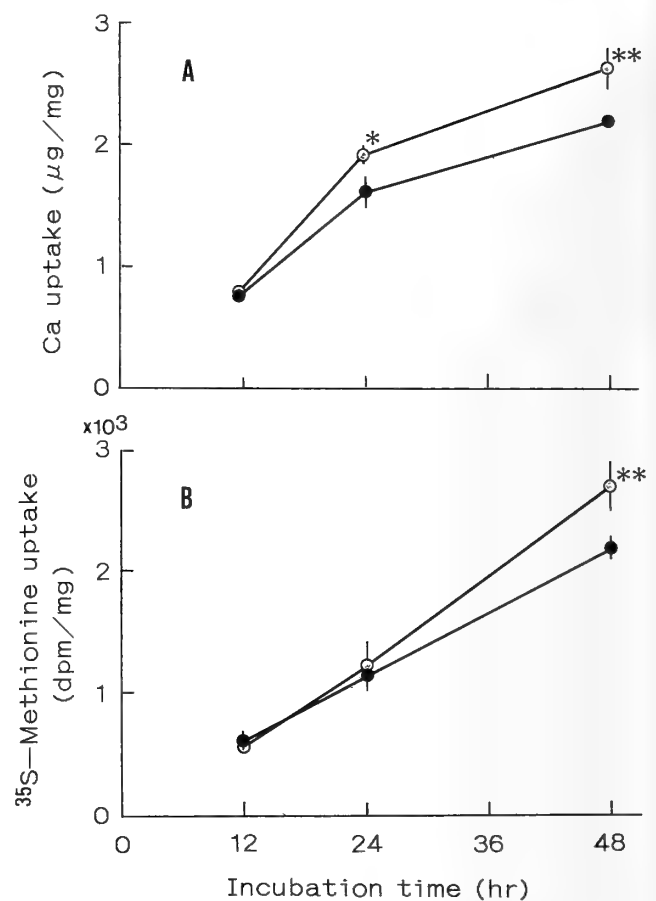 3
A
**
2
*
1
0
Ca uptake (μg/mg)
×10³
3
B
**
2
1
0
³⁵S—Methionine uptake
(dpm/mg)
0 12 24 36 48
Incubation time (hr)